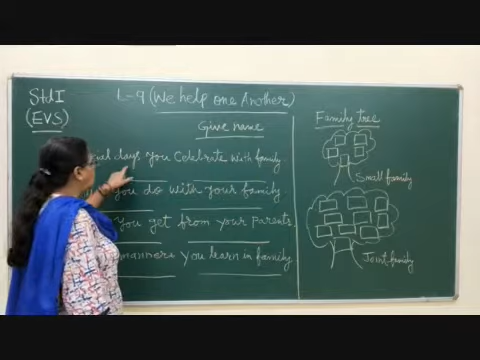 Std I
(EVS)
L-9 (We help one Another)
Give name
days you Celebrate with family.
you do with your family
you get from your Parents
manners you learn in family
Family tree
Small family
Joint family